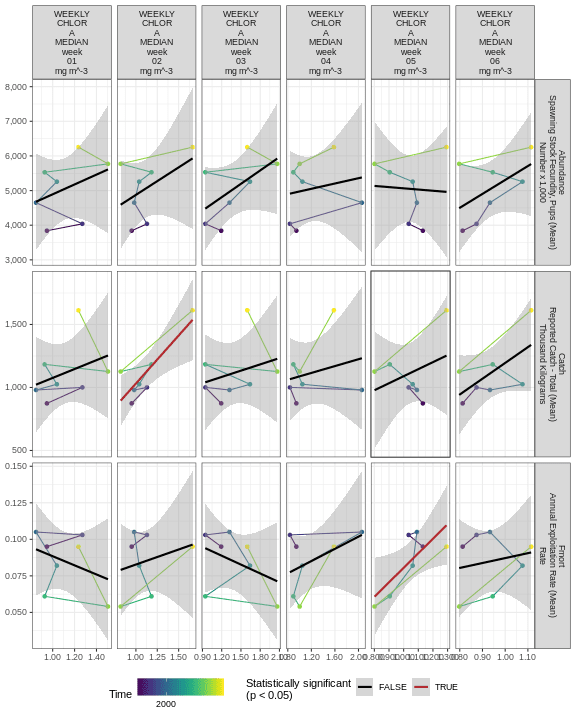 WEEKLY CHLOR A MEDIAN week 01 mg m^-3
WEEKLY CHLOR A MEDIAN week 02 mg m^-3
WEEKLY CHLOR A MEDIAN week 03 mg m^-3
WEEKLY CHLOR A MEDIAN week 04 mg m^-3
WEEKLY CHLOR A MEDIAN week 05 mg m^-3
WEEKLY CHLOR A MEDIAN week 06 mg m^-3
8,000
7,000
6,000
5,000
4,000
3,000
Abundance
Spawning Stock Fecundity, Pups (Mean)
Number x 1,000
1,500
1,000
500
Catch
Reported Catch - Total (Mean)
Thousand Kilograms
0.150
0.125
0.100
0.075
0.050
Fmort
Annual Exploitation Rate (Mean)
Rate
1.00 1.20 1.40
1.00 1.25 1.50
0.90 1.20 1.50 1.80 2.10
0.80 1.20 1.60 2.00
0.80 0.90 1.00 1.10 1.20 1.30
0.80 0.90 1.00 1.10
Time
2000
Statistically significant
(p < 0.05)
FALSE
TRUE